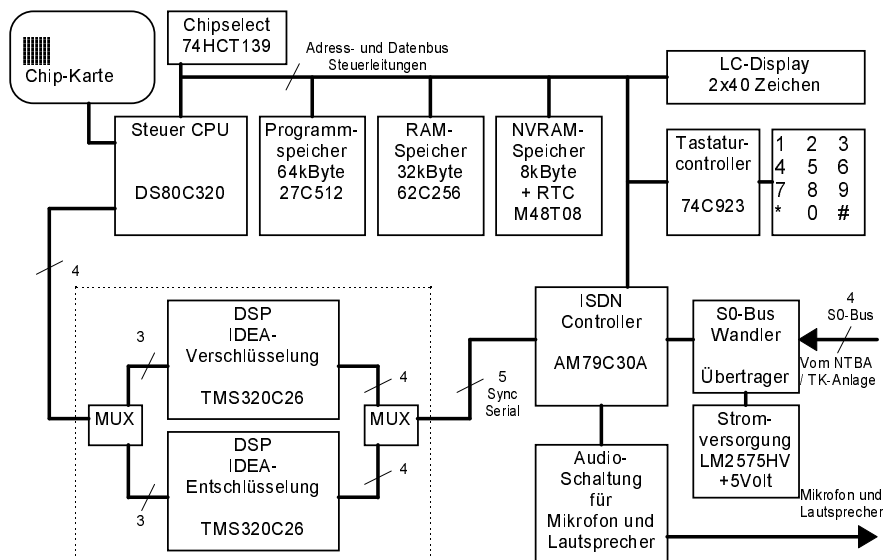 Chip-Karte
Chipselect
74HCT139
Adress- und Datenbus
Steuerleitungen
LC-Display
2x40 Zeichen
Steuer CPU
DS80C320
Programm-
speicher
64kByte
27C512
RAM-
Speicher
32kByte
62C256
NVRAM-
Speicher
8kByte
+ RTC
M48T08
Tastatur-
controller
74C923
1 2 3
4 5 6
7 8 9
* 0 #
4
DSP
IDEA-
Verschlüsselung
TMS320C26
3
4
MUX
MUX
DSP
IDEA-
Entschlüsselung
TMS320C26
3
4
5
Sync
Serial
ISDN
Controller
AM79C30A
S0-Bus
Wandler
Übertrager
4
S0-Bus
Vom NTBA
/ TK-Anlage
Strom-
versorgung
LM2575HV
+5Volt
Audio-
Schaltung
für
Mikrofon und
Lautsprecher
Mikrofon und
Lautsprecher